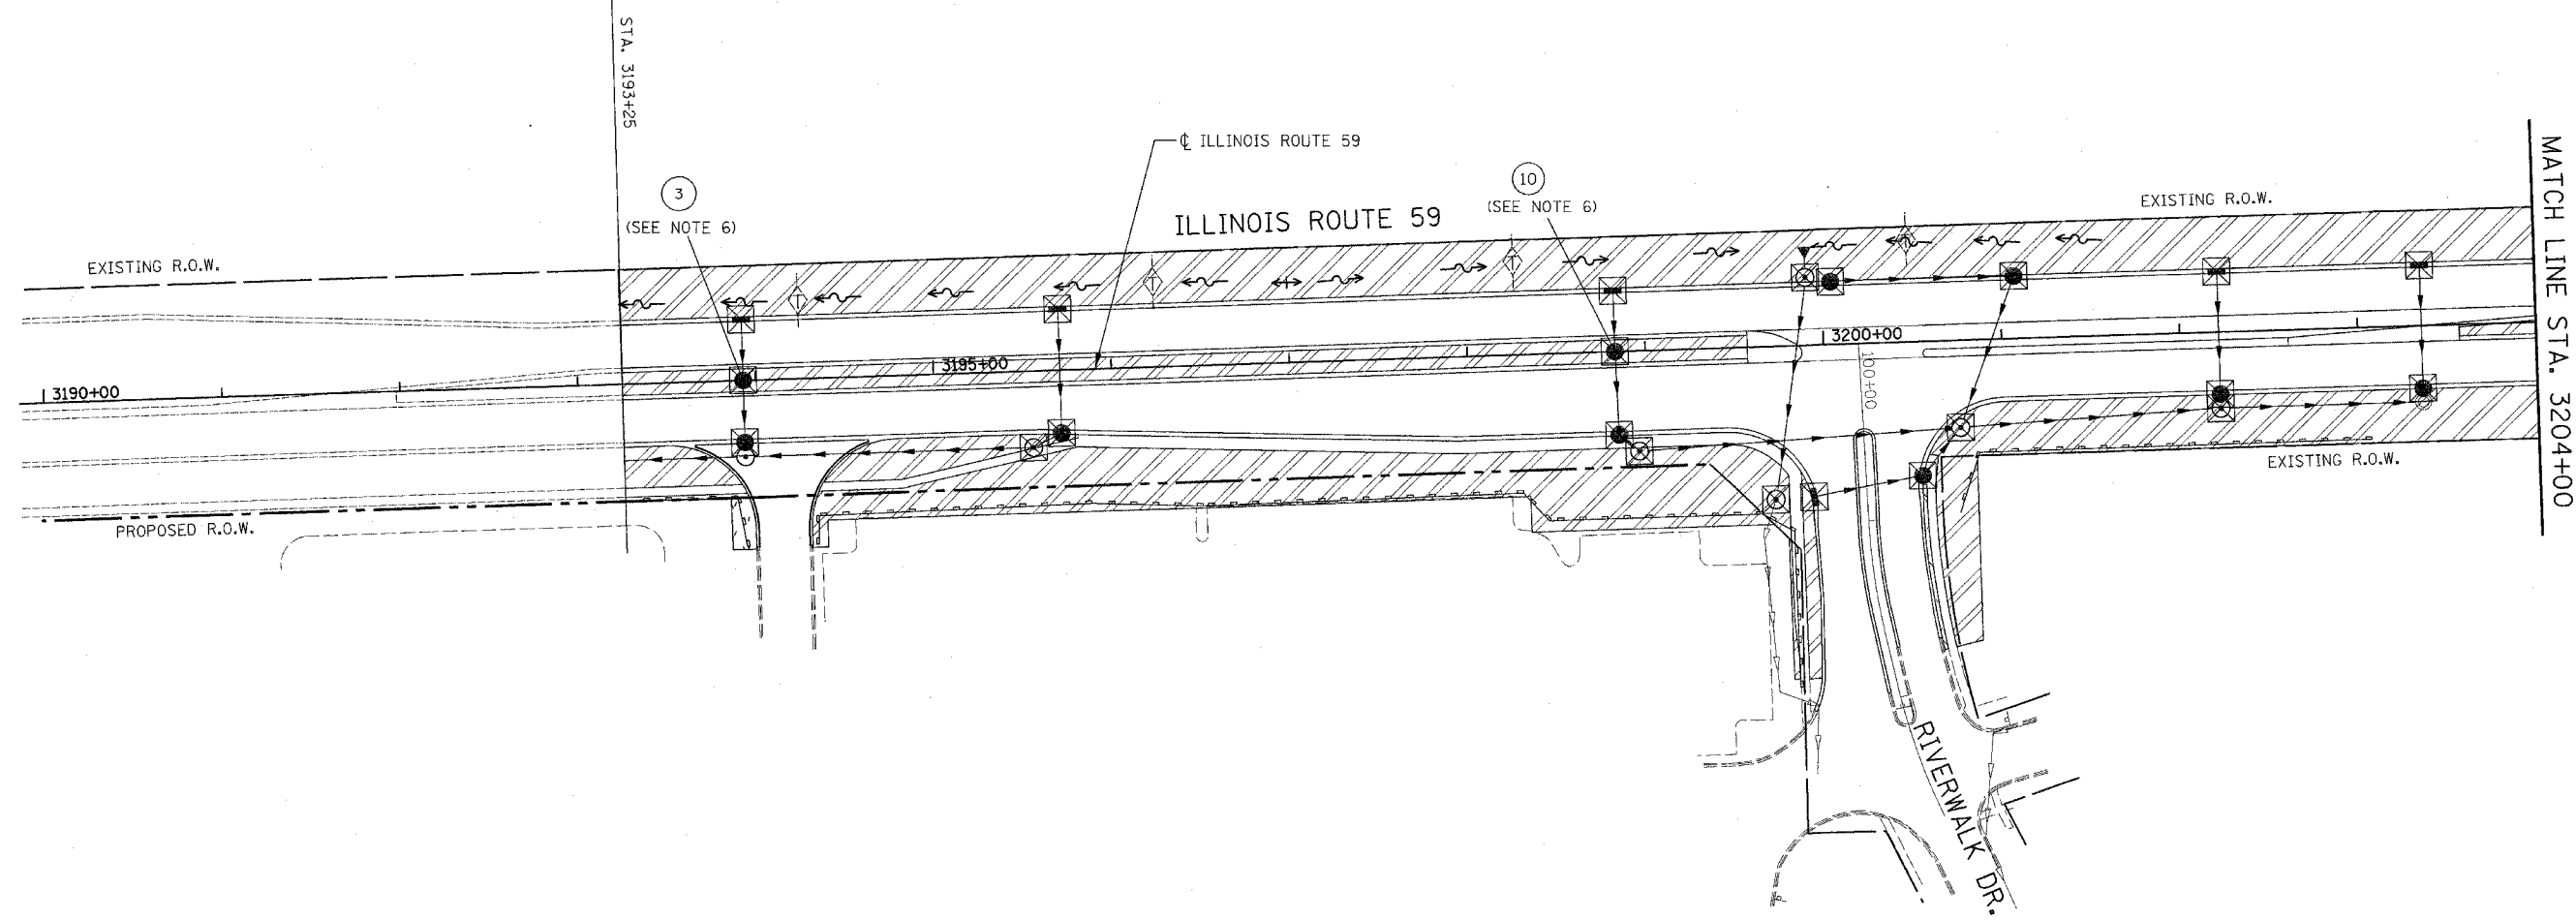 STA. 3193+25
℄ ILLINOIS ROUTE 59
3
(SEE NOTE 6)
10
(SEE NOTE 6)
ILLINOIS ROUTE 59
EXISTING R.O.W.
EXISTING R.O.W.
MATCH LINE STA. 3204+00
3190+00
3195+00
3200+00
100+00
EXISTING R.O.W.
PROPOSED R.O.W.
RIVERWALK DR.
T
T
T
T